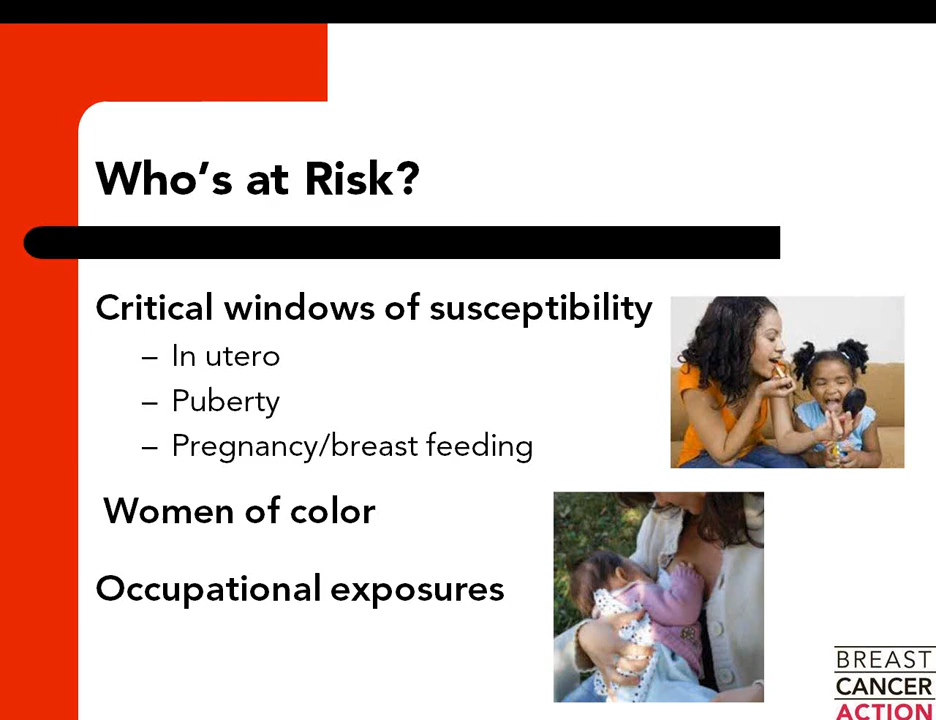 Who's at Risk?
Critical windows of susceptibility
– In utero
– Puberty
– Pregnancy/breast feeding
Women of color
Occupational exposures
BREAST
CANCER
ACTION